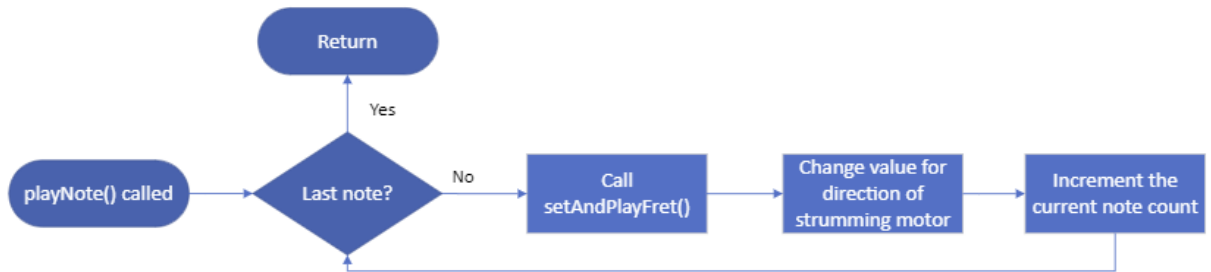 Return
Yes
playNote() called
Last note?
No
Call
setAndPlayFret()
Change value for
direction of
strumming motor
Increment the
current note count